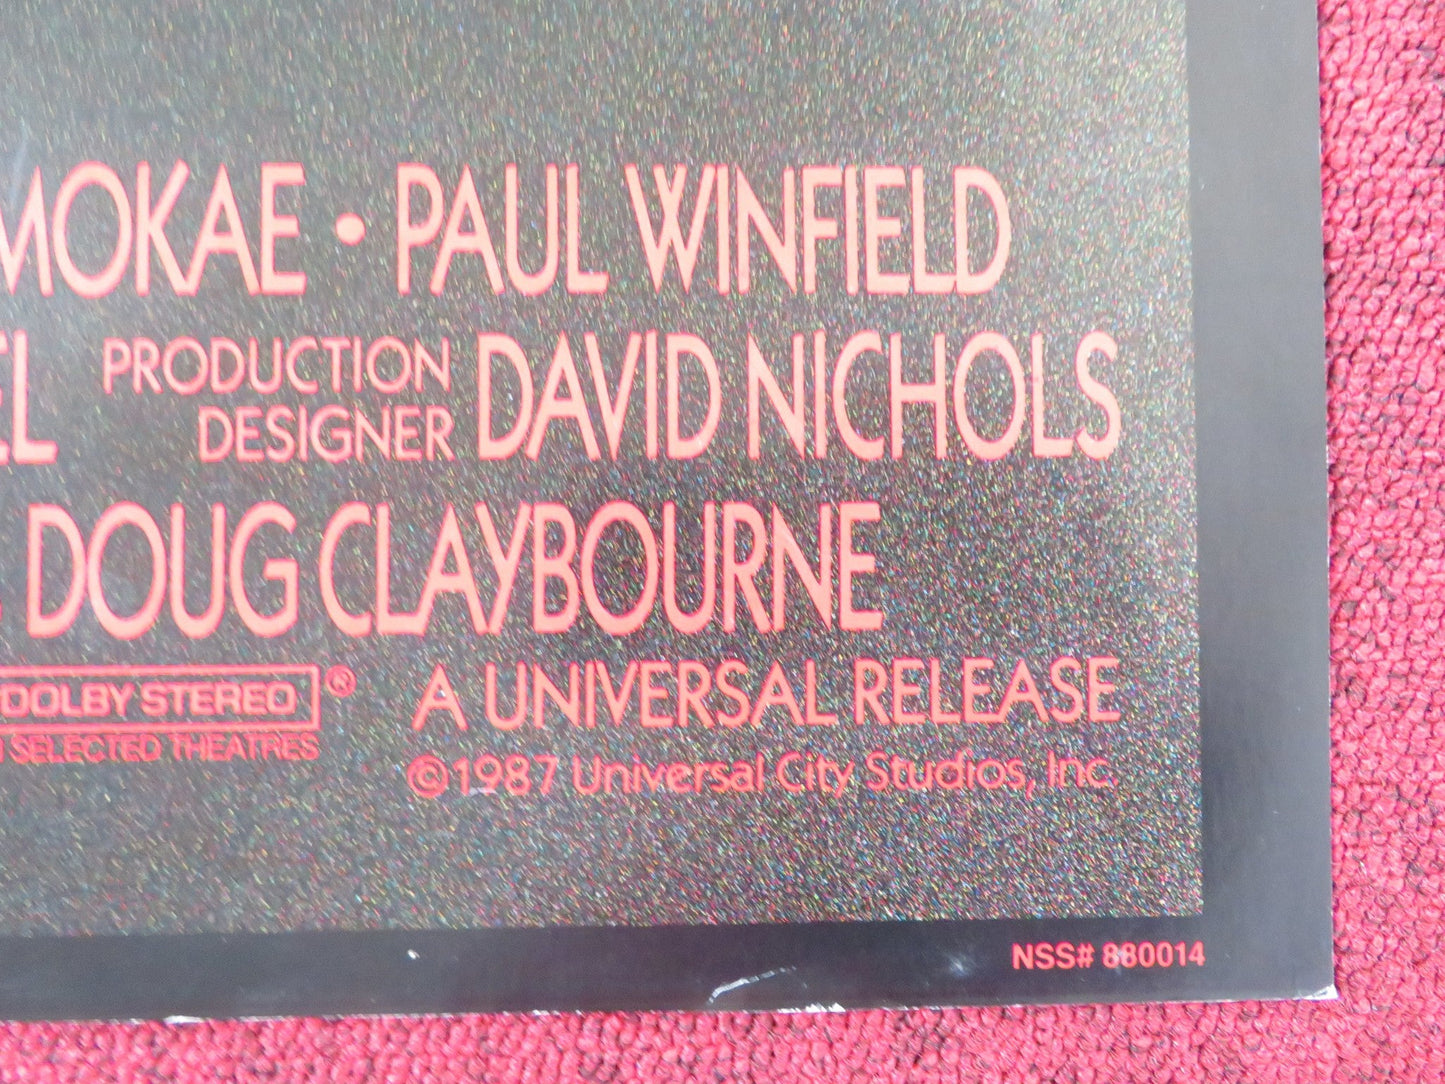 MOKAE • PAUL WINFIELD
EL PRODUCTION DESIGNER DAVID NICHOLS
DOUG CLAYBOURNE
DOLBY STEREO ® A UNIVERSAL RELEASE
SELECTED THEATRES
©1987 Universal City Studios, Inc.
NSS# 880014